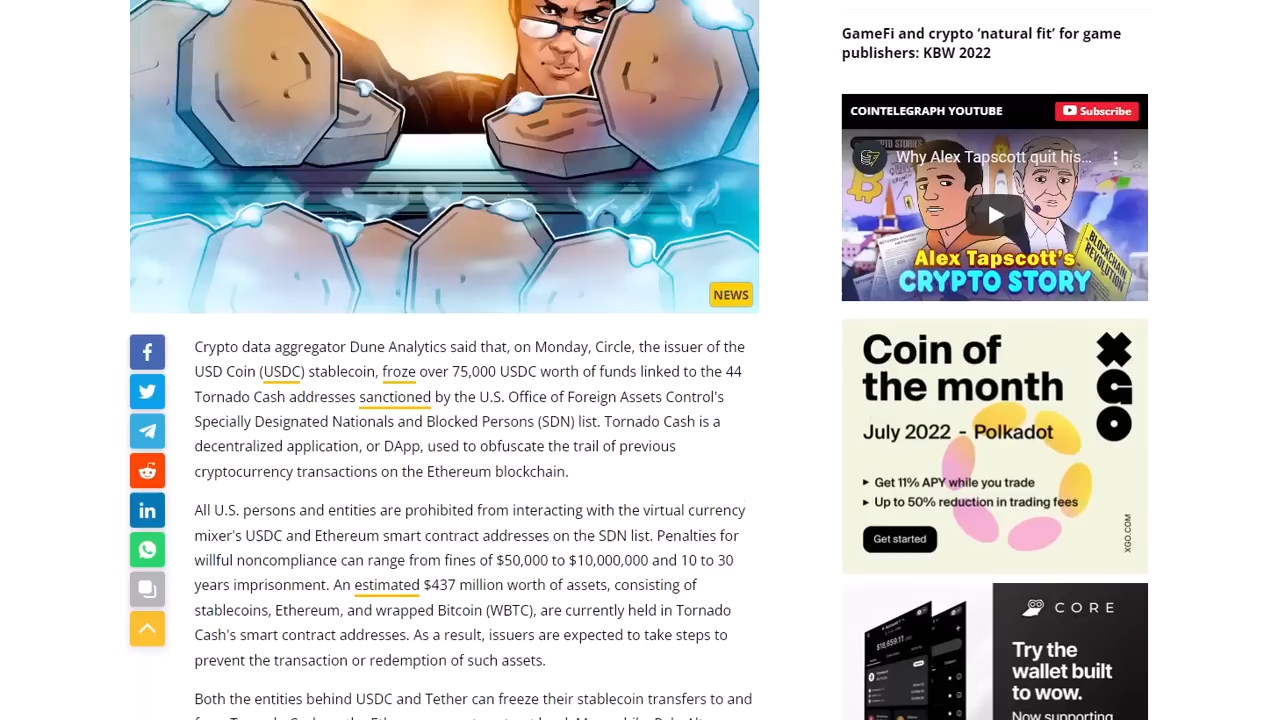 NEWS
Crypto data aggregator Dune Analytics said that, on Monday, Circle, the issuer of the
USD Coin (USDC) stablecoin, froze over 75,000 USDC worth of funds linked to the 44
Tornado Cash addresses sanctioned by the U.S. Office of Foreign Assets Control's
Specially Designated Nationals and Blocked Persons (SDN) list. Tornado Cash is a
decentralized application, or DApp, used to obfuscate the trail of previous
cryptocurrency transactions on the Ethereum blockchain.
All U.S. persons and entities are prohibited from interacting with the virtual currency
mixer's USDC and Ethereum smart contract addresses on the SDN list. Penalties for
willful noncompliance can range from fines of $50,000 to $10,000,000 and 10 to 30
years imprisonment. An estimated $437 million worth of assets, consisting of
stablecoins, Ethereum, and wrapped Bitcoin (WBTC), are currently held in Tornado
Cash's smart contract addresses. As a result, issuers are expected to take steps to
prevent the transaction or redemption of such assets.
Both the entities behind USDC and Tether can freeze their stablecoin transfers to and
GameFi and crypto ‘natural fit’ for game
publishers: KBW 2022
COINTELEGRAPH YOUTUBE
Subscribe
Why Alex Tapscott quit his...
BLOCKCHAIN
REVOLUTION
Alex Tapscott's
CRYPTO STORY
Coin of
the month
XGO
July 2022 - Polkadot
Get 11% APY while you trade
Up to 50% reduction in trading fees
Get started
XGO.COM
CORE
$18,659.11
Try the
wallet built
to wow.
Now supporting